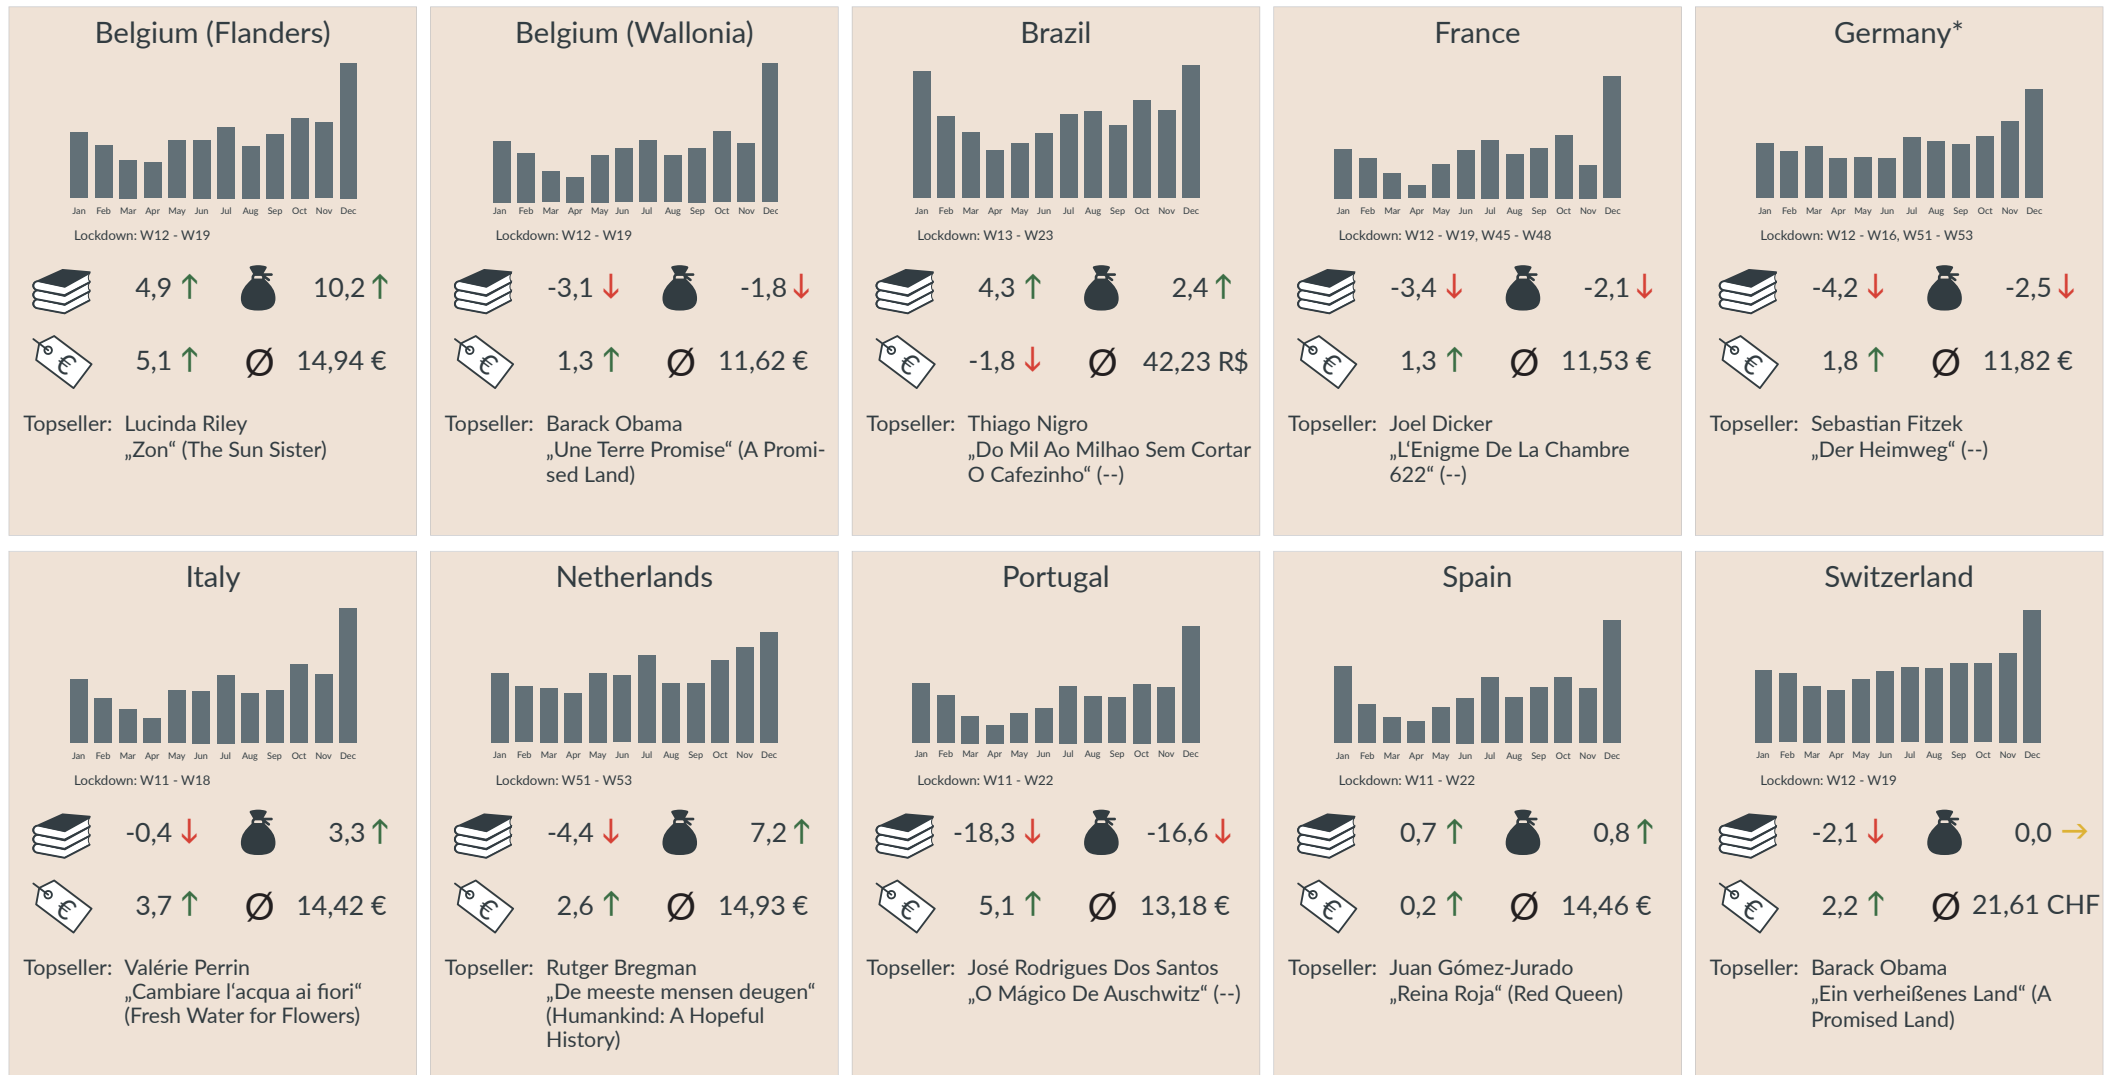 Belgium (Flanders)
Jan Feb Mar Apr May Jun Jul Aug Sep Oct Nov Dec
Lockdown: W12 - W19
4,9 10,2
5,1 Ø 14,94 €
Topseller: Lucinda Riley
„Zon“ (The Sun Sister)
Belgium (Wallonia)
Jan Feb Mar Apr May Jun Jul Aug Sep Oct Nov Dec
Lockdown: W12 - W19
-3,1 -1,8
1,3 Ø 11,62 €
Topseller: Barack Obama
„Une Terre Promise“ (A Promi-
sed Land)
Brazil
Jan Feb Mar Apr May Jun Jul Aug Sep Oct Nov Dec
Lockdown: W13 - W23
4,3 2,4
-1,8 Ø 42,23 R$
Topseller: Thiago Nigro
„Do Mil Ao Milhao Sem Cortar
O Cafezinho“ (--)
France
Jan Feb Mar Apr May Jun Jul Aug Sep Oct Nov Dec
Lockdown: W12 - W19, W45 - W48
-3,4 -2,1
€ 1,3 Ø 11,53 €
Topseller: Joel Dicker
„L‘Enigme De La Chambre
622“ (--)
Germany*
Jan Feb Mar Apr May Jun Jul Aug Sep Oct Nov Dec
Lockdown: W12 - W16, W51 - W53
-4,2 -2,5
€ 1,8 Ø 11,82 €
Topseller: Sebastian Fitzek
„Der Heimweg“ (--)
Italy
Jan Feb Mar Apr May Jun Jul Aug Sep Oct Nov Dec
Lockdown: W11 - W18
-0,4 3,3
€ 3,7 Ø 14,42 €
Topseller: Valérie Perrin
„Cambiare l‘acqua ai fiori“
(Fresh Water for Flowers)
Netherlands
Jan Feb Mar Apr May Jun Jul Aug Sep Oct Nov Dec
Lockdown: W51 - W53
-4,4 7,2
€ 2,6 Ø 14,93 €
Topseller: Rutger Bregman
„De meeste mensen deugen“
(Humankind: A Hopeful
History)
Portugal
Jan Feb Mar Apr May Jun Jul Aug Sep Oct Nov Dec
Lockdown: W11 - W22
-18,3 -16,6
€ 5,1 Ø 13,18 €
Topseller: José Rodrigues Dos Santos
„O Mágico De Auschwitz“ (--)
Spain
Jan Feb Mar Apr May Jun Jul Aug Sep Oct Nov Dec
Lockdown: W11 - W22
0,7 0,8
€ 0,2 Ø 14,46 €
Topseller: Juan Gómez-Jurado
„Reina Roja“ (Red Queen)
Switzerland
Jan Feb Mar Apr May Jun Jul Aug Sep Oct Nov Dec
Lockdown: W12 - W19
-2,1 0,0
€ 2,2 Ø 21,61 CHF
Topseller: Barack Obama
„Ein verheißenes Land“ (A
Promised Land)